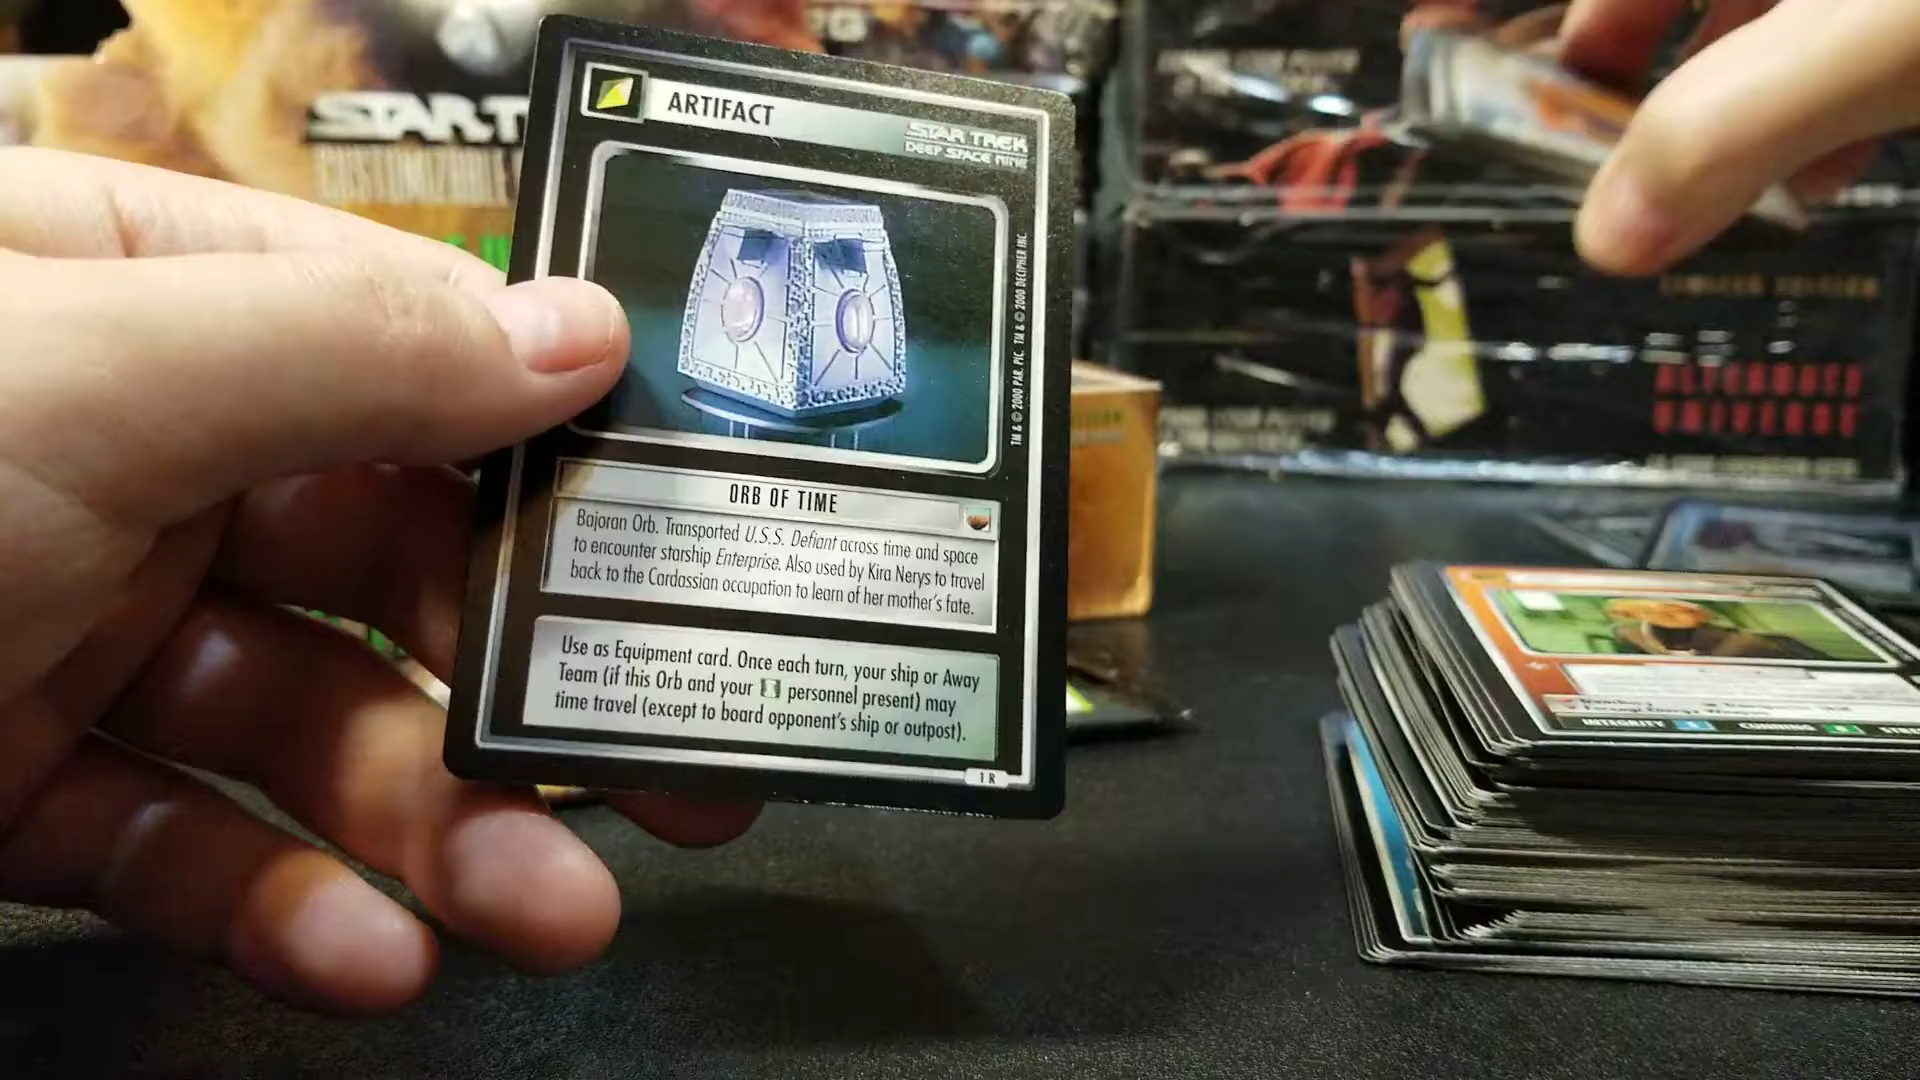 ARTIFACT
STAR TREK
DEEP SPACE NINE
TM & © 2000 PAR. PIC. TM & © 2000 DECIPHER INC.
ORB OF TIME
Bajoran Orb. Transported U.S.S. Defiant across time and space
to encounter starship Enterprise. Also used by Kira Nerys to travel
back to the Cardassian occupation to learn of her mother's fate.
Use as Equipment card. Once each turn, your ship or Away
Team (if this Orb and your personnel present) may
time travel (except to board opponent's ship or outpost).
1 R
STAR T
CUSTOMIZABLE
LIMITED EDITION
ALTERNATE
UNIVERSE
INTEGRITY
CUNNING
STRE